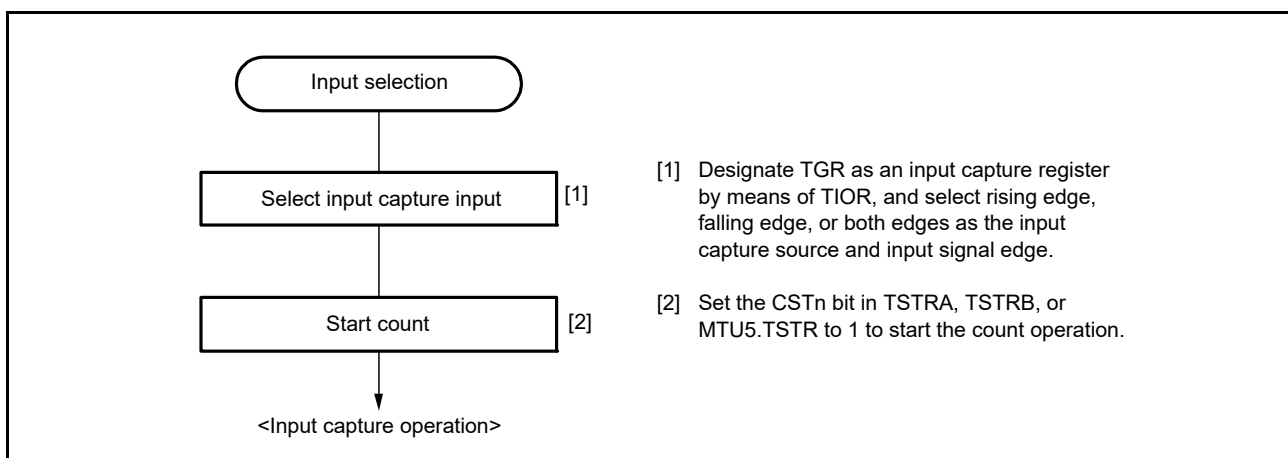 Input selection
Select input capture input
[1]
Start count
[2]
<Input capture operation>
[1] Designate TGR as an input capture register
by means of TIOR, and select rising edge,
falling edge, or both edges as the input
capture source and input signal edge.
[2] Set the CSTn bit in TSTRA, TSTRB, or
MTU5.TSTR to 1 to start the count operation.